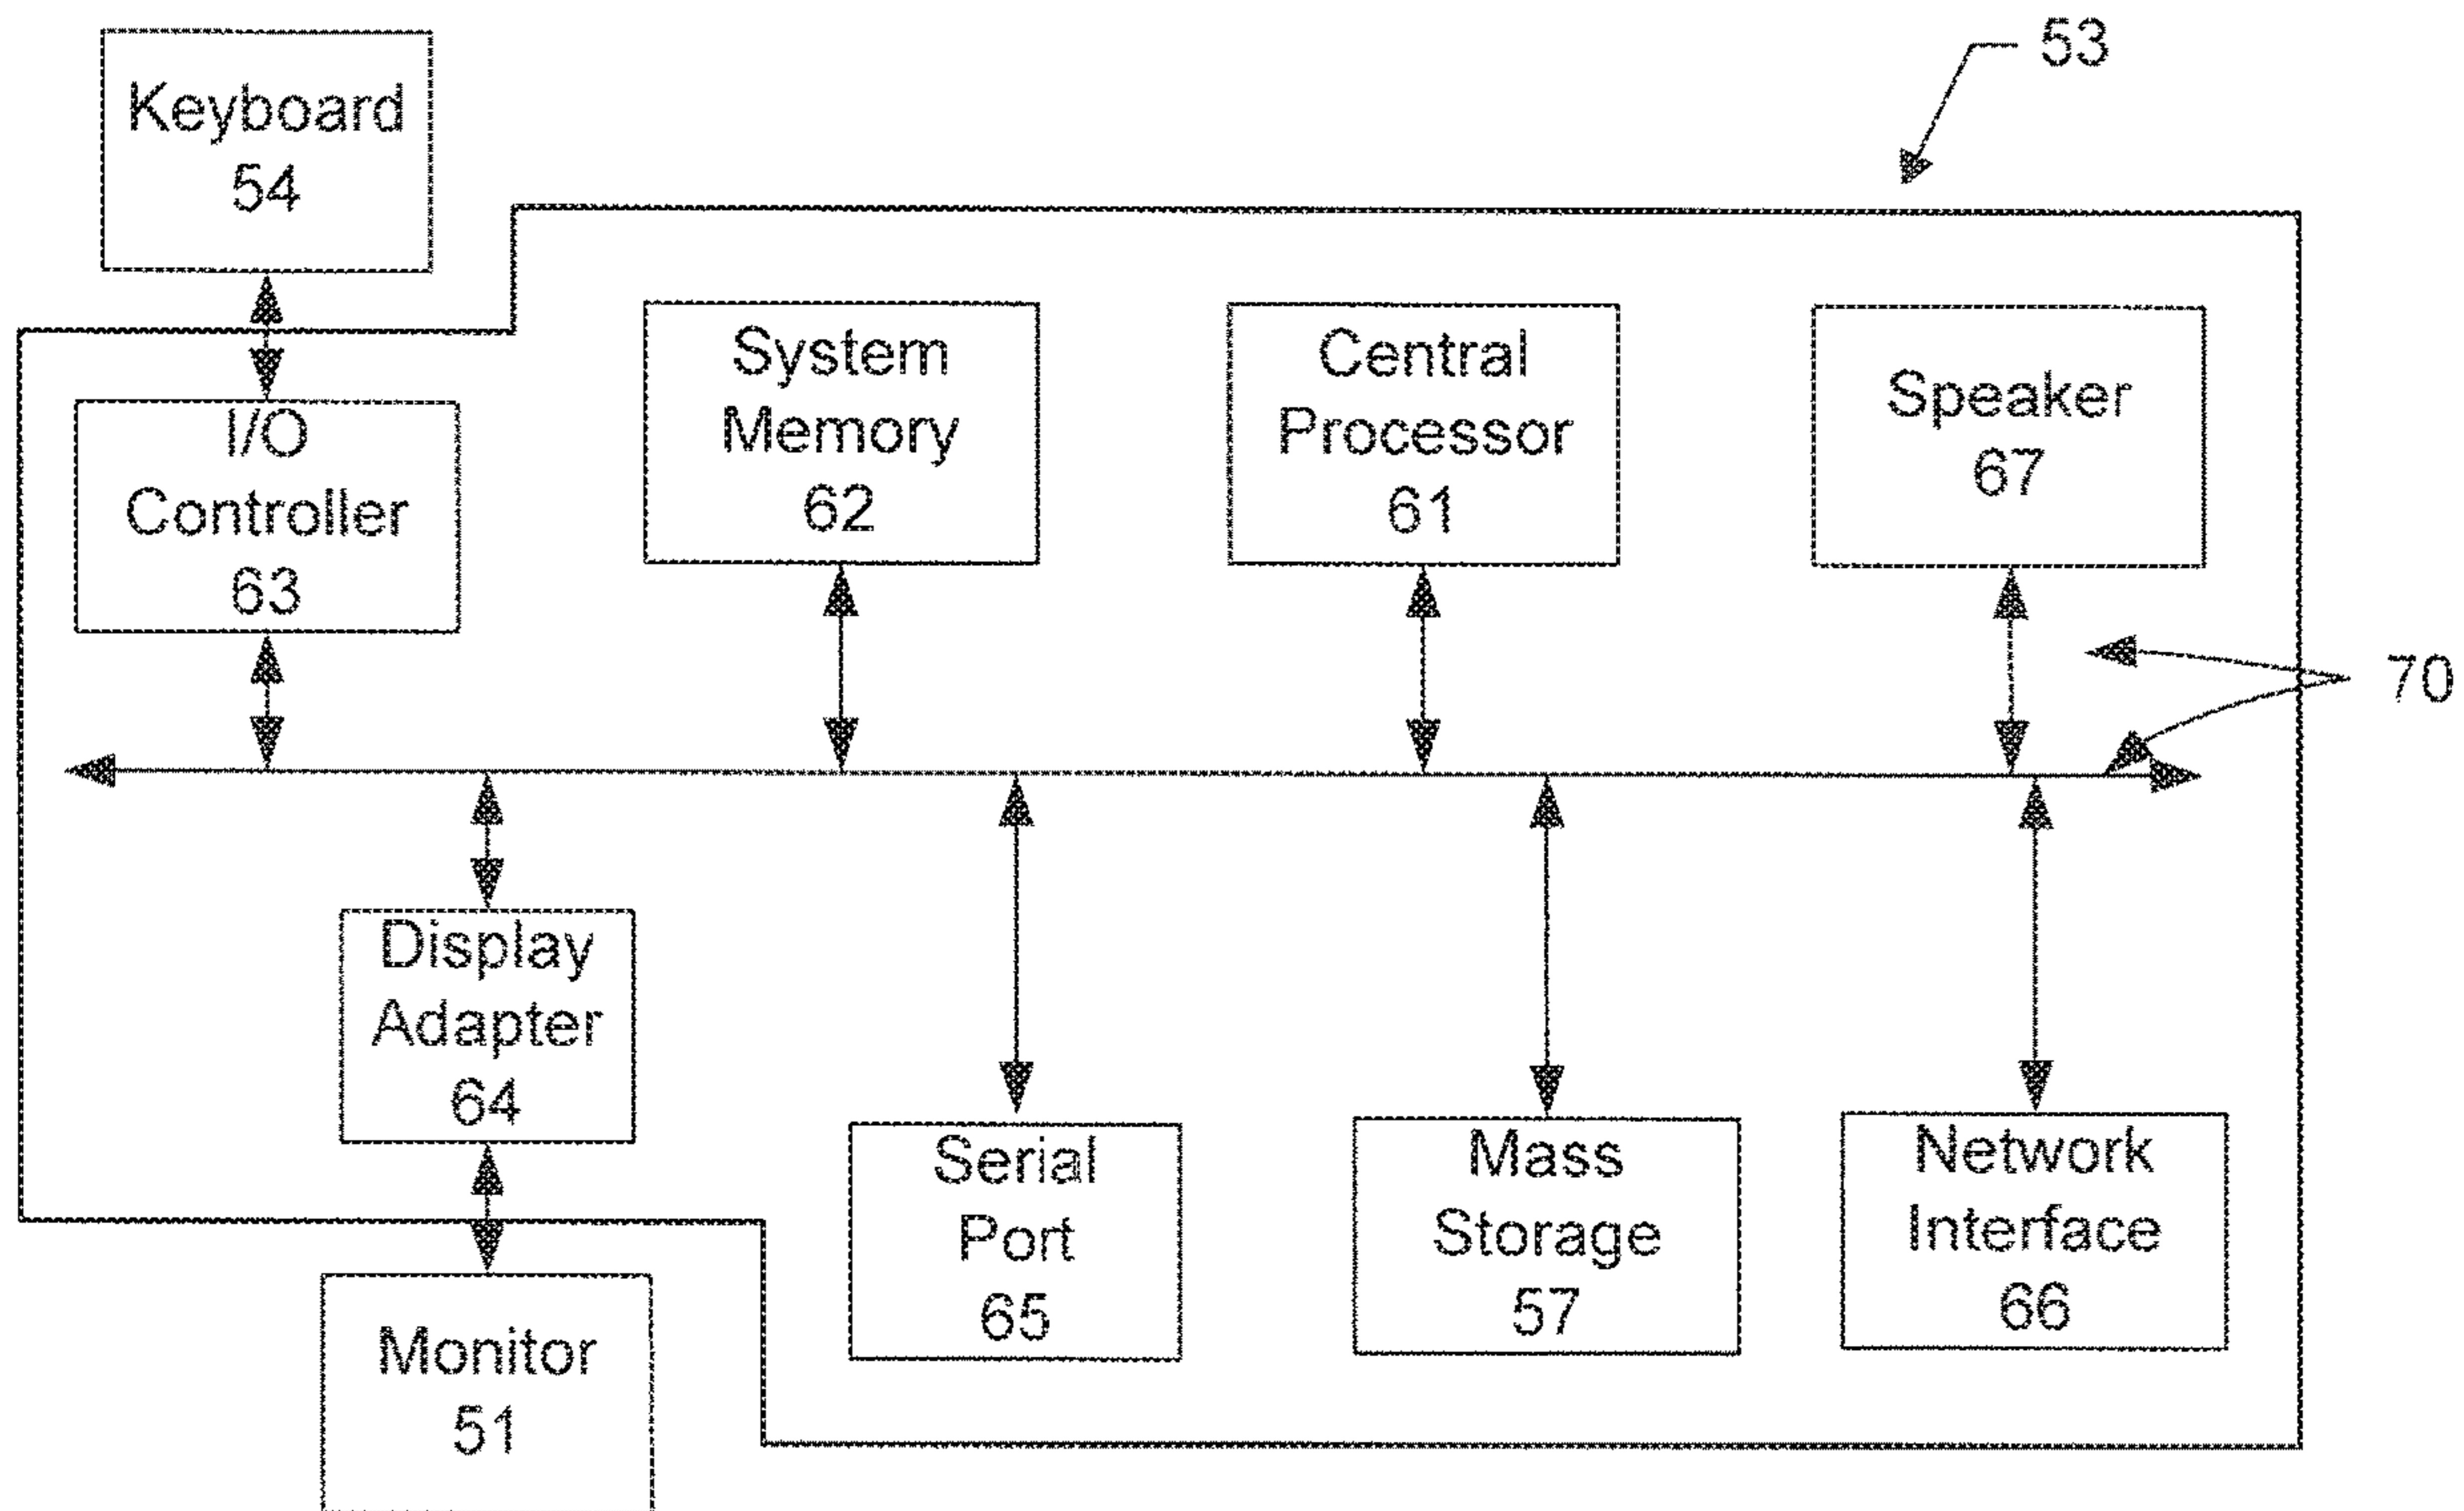 53
Keyboard
54
System
Memory
62
Central
Processor
61
Speaker
67
I/O
Controller
63
70
Display
Adapter
64
Serial
Port
65
Mass
Storage
57
Network
Interface
66
Monitor
51